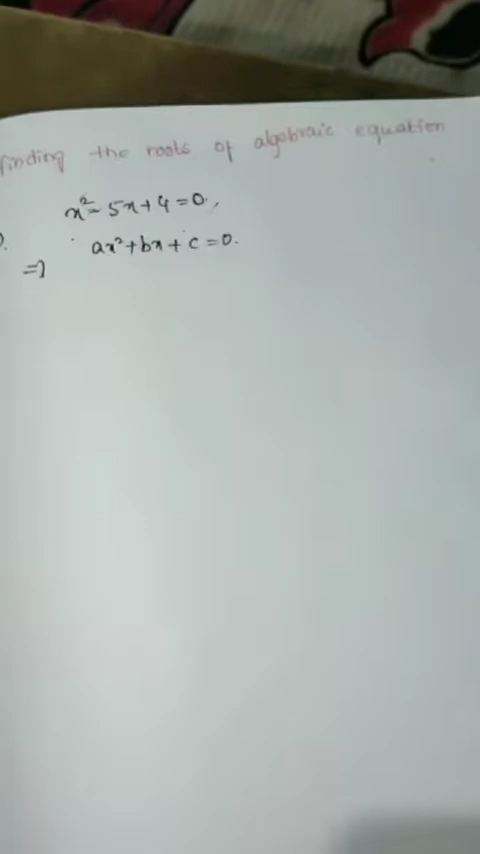 finding the roots of algebraic equation
x² - 5x + 4 = 0,
ax² + bx + c = 0.
⇒